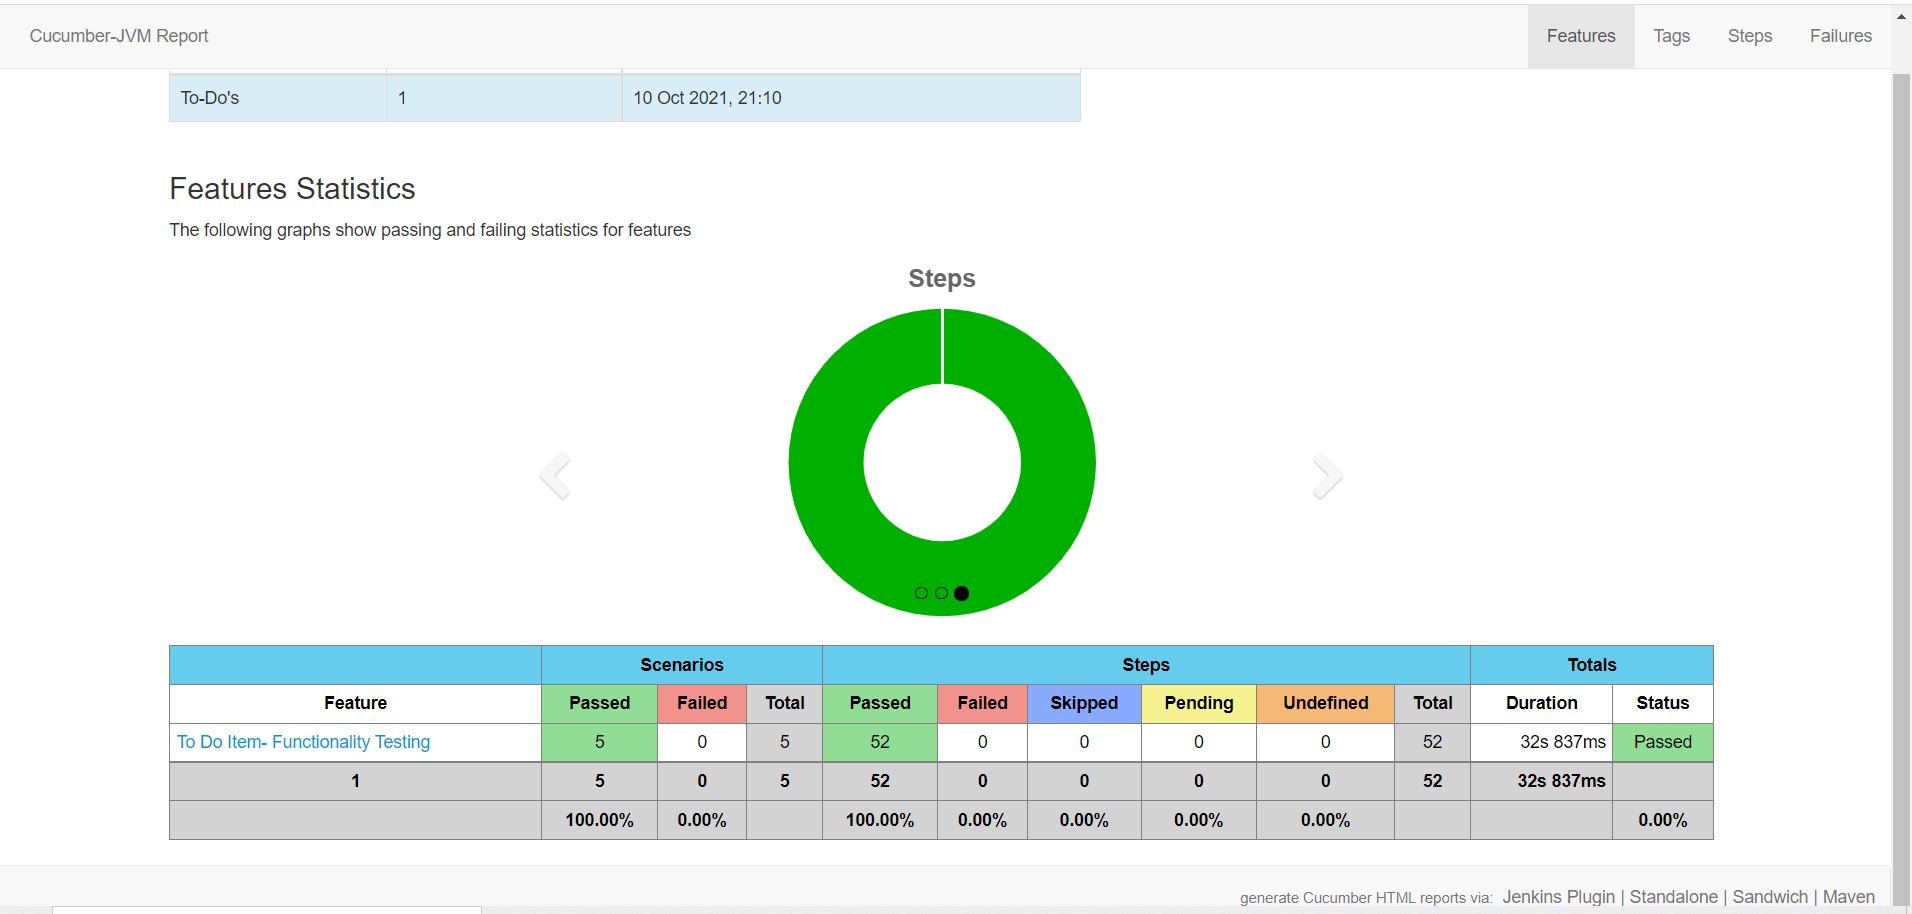 Cucumber-JVM Report Features Tags Steps Failures
To-Do's 1 10 Oct 2021, 21:10
Features Statistics
The following graphs show passing and failing statistics for features
Steps
Scenarios Steps Totals
Feature Passed Failed Total Passed Failed Skipped Pending Undefined Total Duration Status
To Do Item- Functionality Testing 5 0 5 52 0 0 0 0 52 32s 837ms Passed
1 5 0 5 52 0 0 0 0 52 32s 837ms
100.00% 0.00% 100.00% 0.00% 0.00% 0.00% 0.00% 0.00%
generate Cucumber HTML reports via: Jenkins Plugin | Standalone | Sandwich | Maven